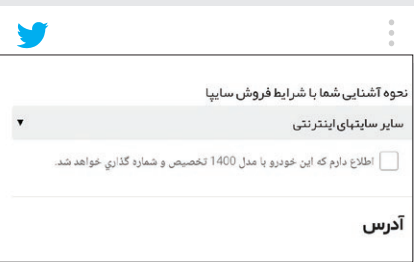 نحوه آشنایی شما با شرایط فروش سایپا
سایر سایتهای اینترنتی
اطلاع دارم که این خودرو با مدل 1400 تخصیص و شماره گذاري خواهد شد.
آدرس